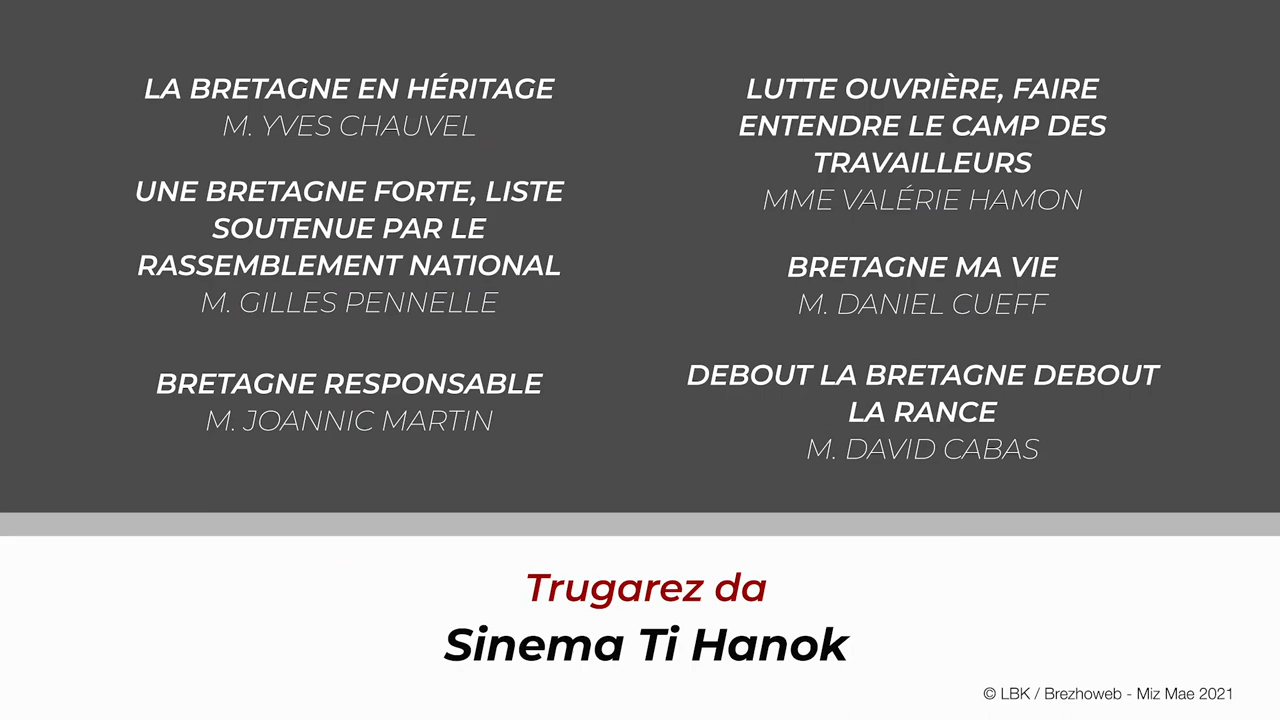 LA BRETAGNE EN HÉRITAGE
M. YVES CHAUVEL
UNE BRETAGNE FORTE, LISTE
SOUTENUE PAR LE
RASSEMBLEMENT NATIONAL
M. GILLES PENNELLE
BRETAGNE RESPONSABLE
M. JOANNIC MARTIN
LUTTE OUVRIÈRE, FAIRE
ENTENDRE LE CAMP DES
TRAVAILLEURS
MME VALÉRIE HAMON
BRETAGNE MA VIE
M. DANIEL CUEFF
DEBOUT LA BRETAGNE DEBOUT
LA RANCE
M. DAVID CABAS
Trugarez da
Sinema Ti Hanok
© LBK / Brezhoweb - Miz Mae 2021